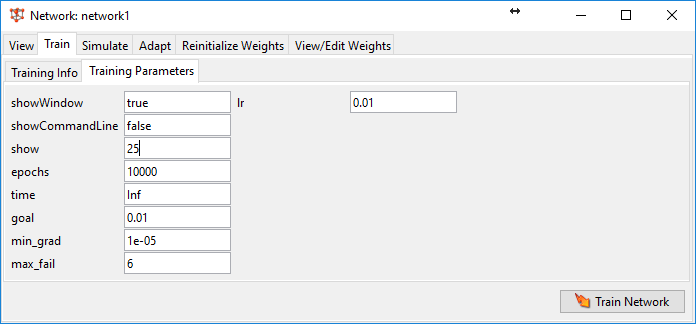 Network: network1
View Train Simulate Adapt Reinitialize Weights View/Edit Weights
Training Info Training Parameters
showWindow true lr 0.01
showCommandLine false
show 25
epochs 10000
time Inf
goal 0.01
min_grad 1e-05
max_fail 6
Train Network